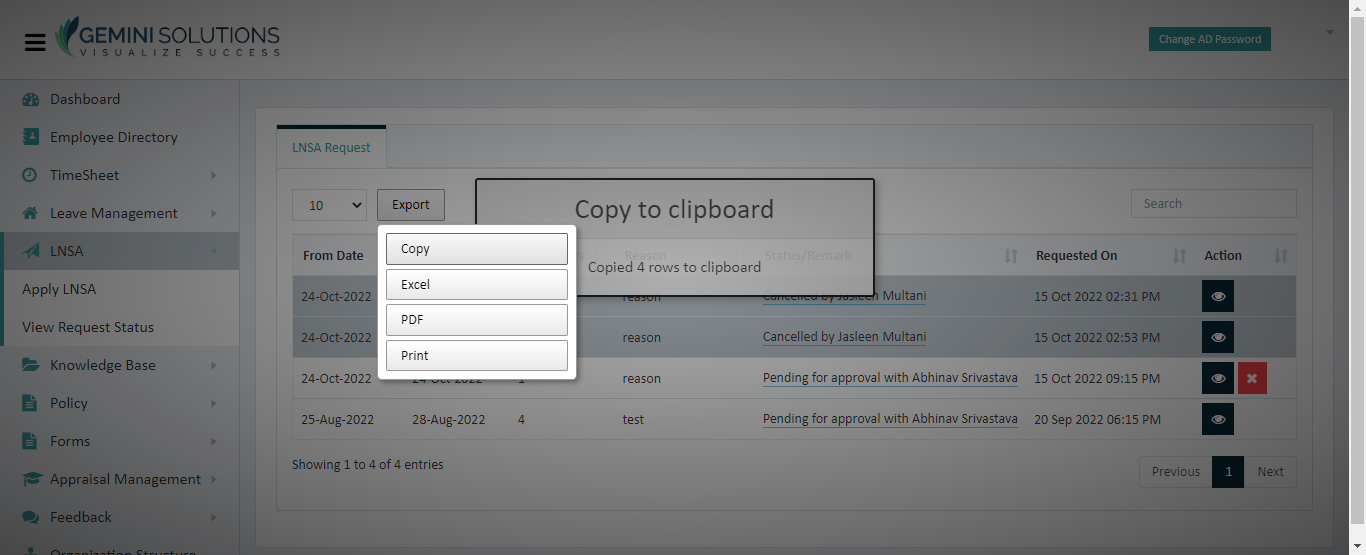 GEMINI SOLUTIONS
VISUALIZE SUCCESS
Change AD Password
Dashboard
Employee Directory
TimeSheet
Leave Management
LNSA
Apply LNSA
View Request Status
Knowledge Base
Policy
Forms
Appraisal Management
Feedback
Organization Structure
LNSA Request
10 Export Search
Copy
Excel
PDF
Print
Copy to clipboard
Copied 4 rows to clipboard
From Date Reason Status/Remark Requested On Action
24-Oct-2022 reason Cancelled by Jasleen Multani 15 Oct 2022 02:31 PM
24-Oct-2022 reason Cancelled by Jasleen Multani 15 Oct 2022 02:53 PM
24-Oct-2022 24-Oct-2022 1 reason Pending for approval with Abhinav Srivastava 15 Oct 2022 09:15 PM
25-Aug-2022 28-Aug-2022 4 test Pending for approval with Abhinav Srivastava 20 Sep 2022 06:15 PM
Showing 1 to 4 of 4 entries
Previous 1 Next